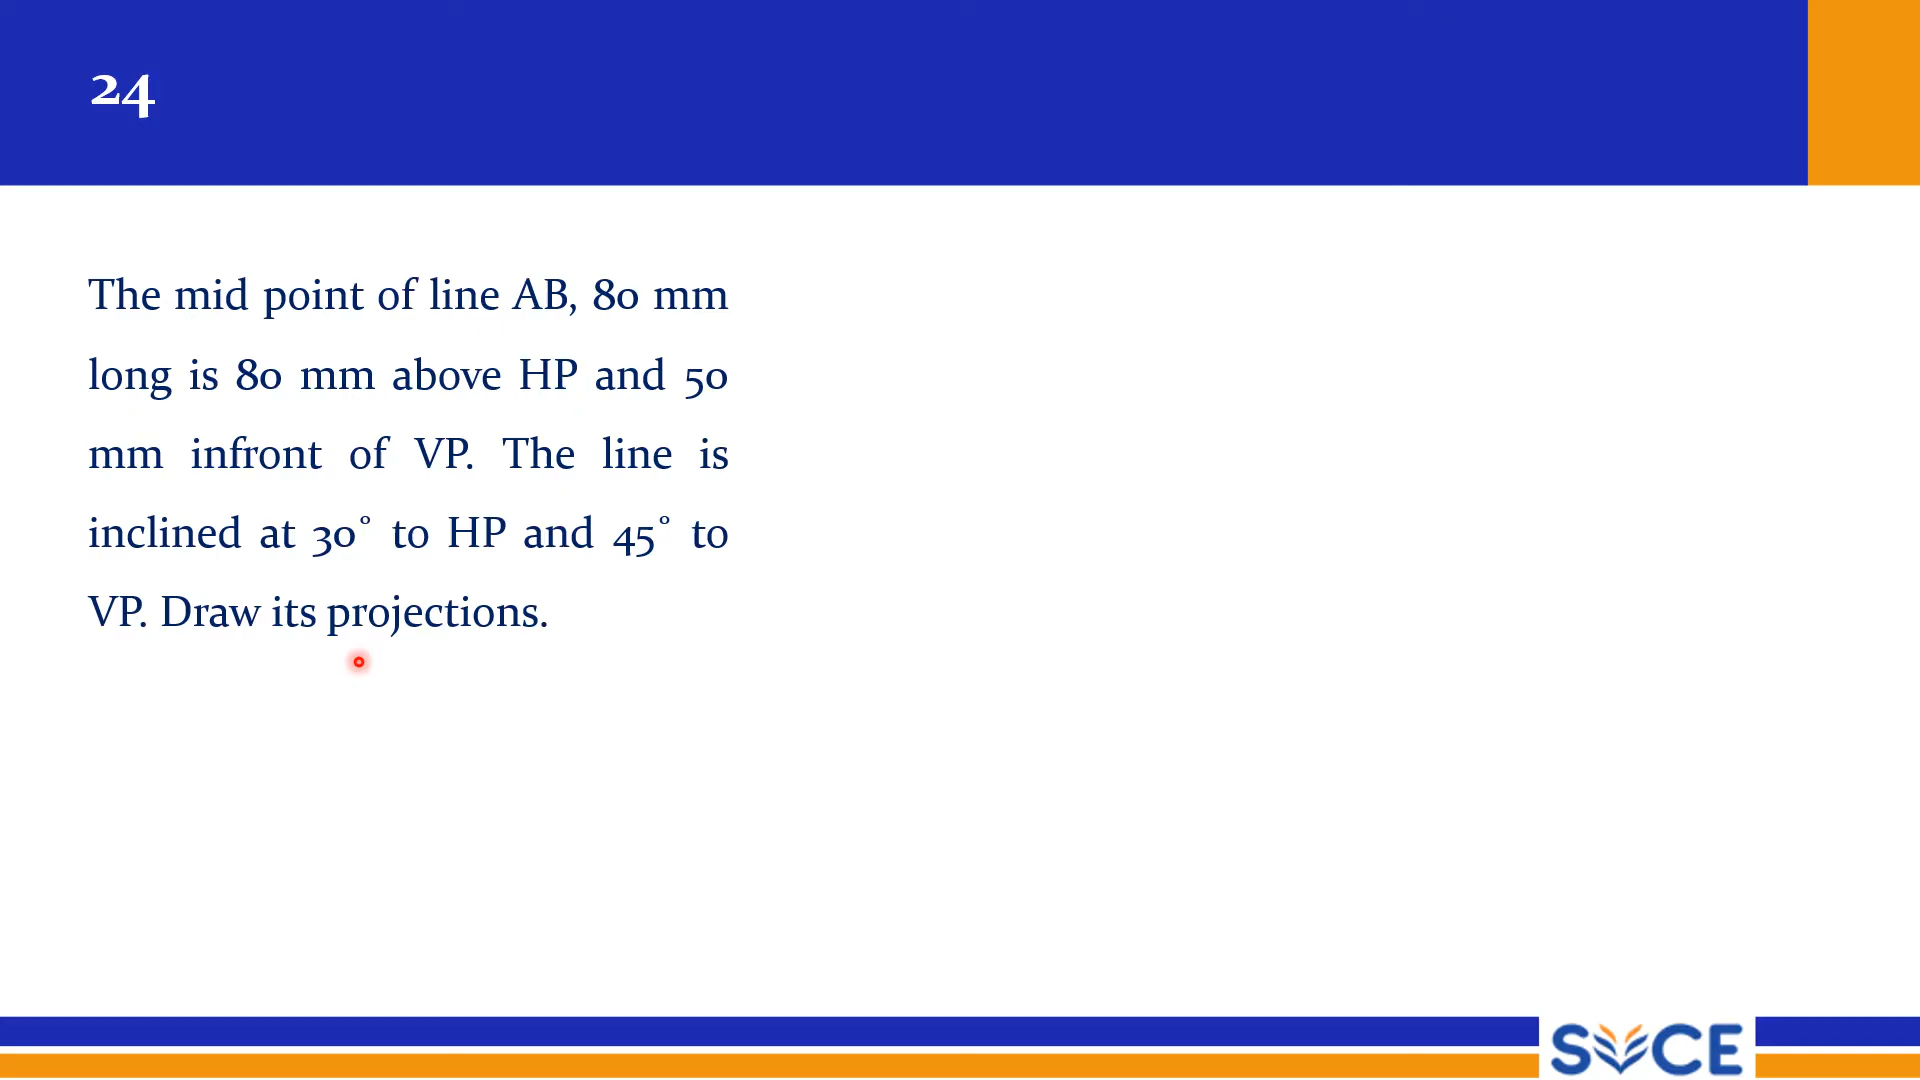 24
The mid point of line AB, 80 mm
long is 80 mm above HP and 50
mm infront of VP. The line is
inclined at 30° to HP and 45° to
VP. Draw its projections.
SVCE